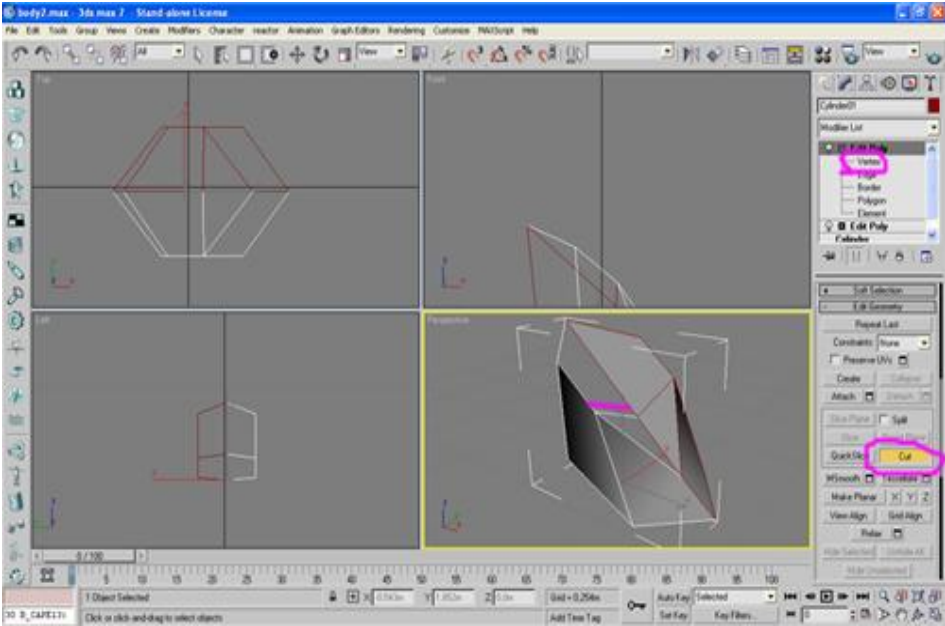 body2.max - 3ds max 7 - Stand-alone License
File Edit Tools Group Views Create Modifiers Character reactor Animation Graph Editors Rendering Customize MAXScript Help
All
View
View
Top
Front
Cylinder01
Modifier List
Edit Poly
Vertex
Edge
Border
Polygon
Element
Edit Poly
Cylinder
Soft Selection
Edit Geometry
Repeat Last
Constraints: None
Preserve UVs
Create Collapse
Attach Detach
Slice Plane Split
Slice
QuickSlice Cut
MSmooth Tessellate
Make Planar X Y Z
View Align Grid Align
Relax
Hide Selected Unhide All
Hide Unselected
Left
Perspective
0 / 100
5 10 15 20 25 30 35 40 45 50 55 60 65 70 75 80 85 90 95 100
1 Object Selected
X Y Z
Grid = 0.254m
Auto Key Selected
Click or click-and-drag to select objects
Add Time Tag
Set Key Key Filters...
0